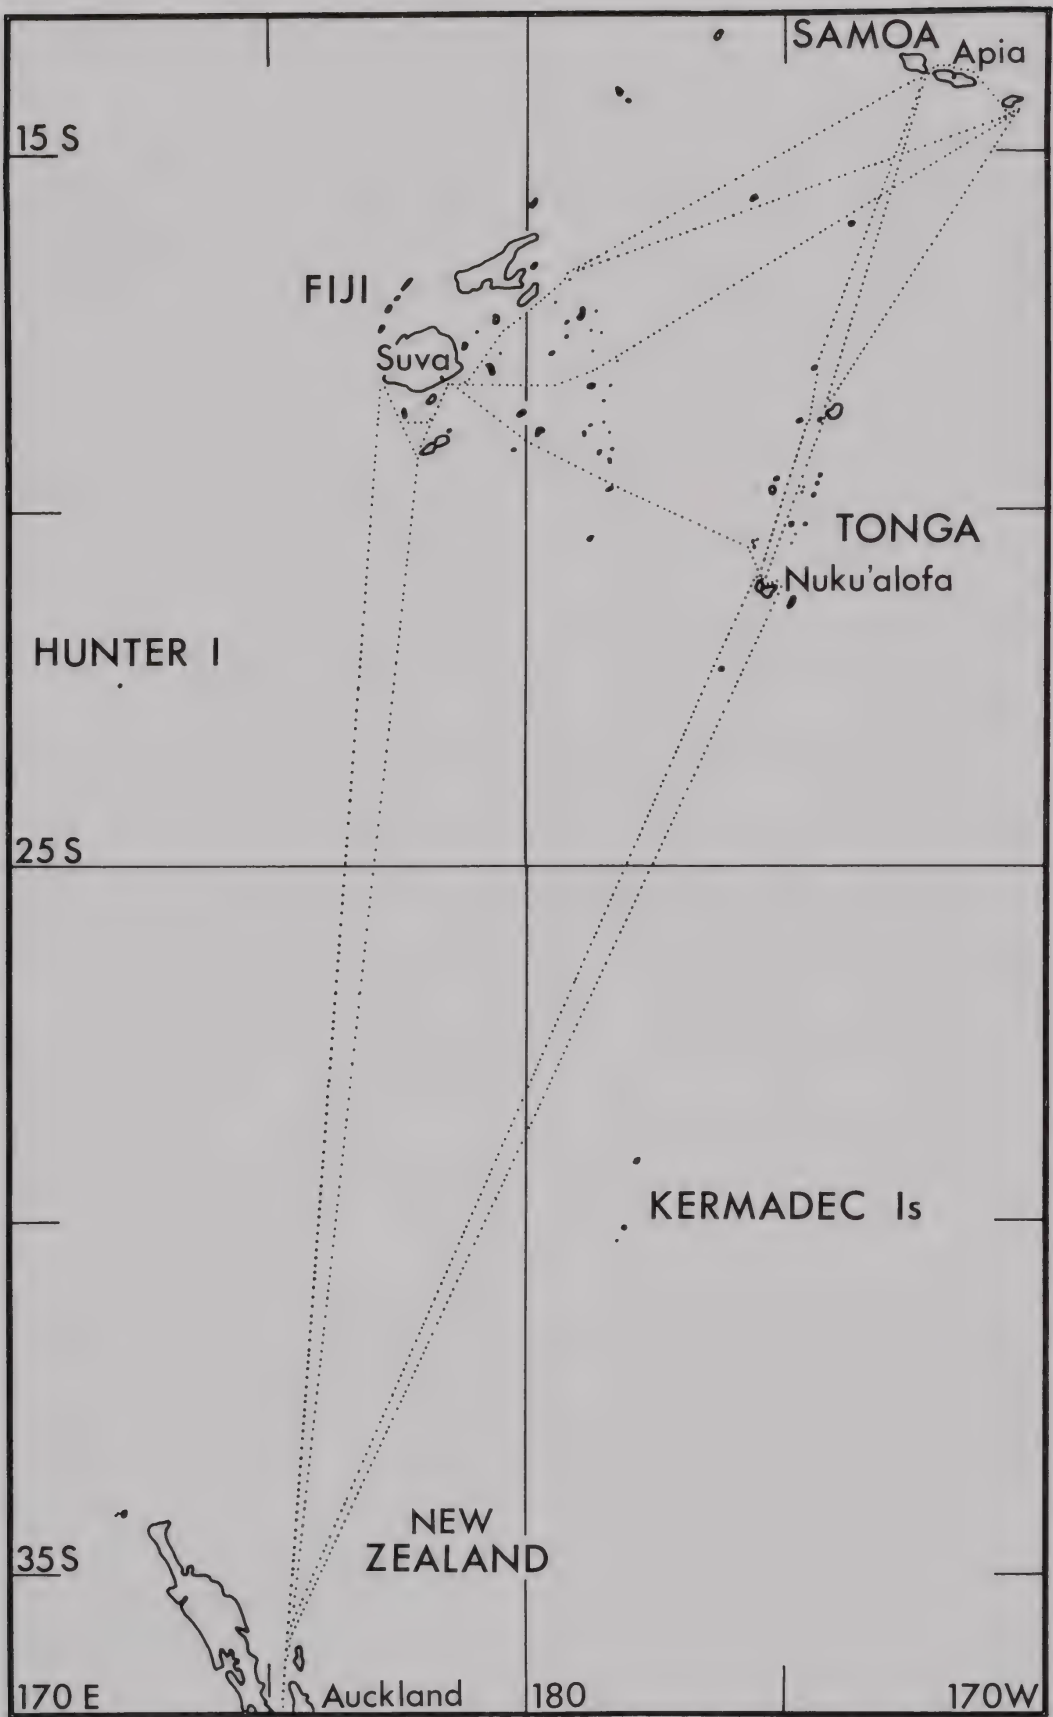 SAMOA
Apia
15 S
FIJI
Suva
TONGA
Nuku'alofa
HUNTER I
25 S
KERMADEC Is
NEW
ZEALAND
35 S
170 E
Auckland
180
170W